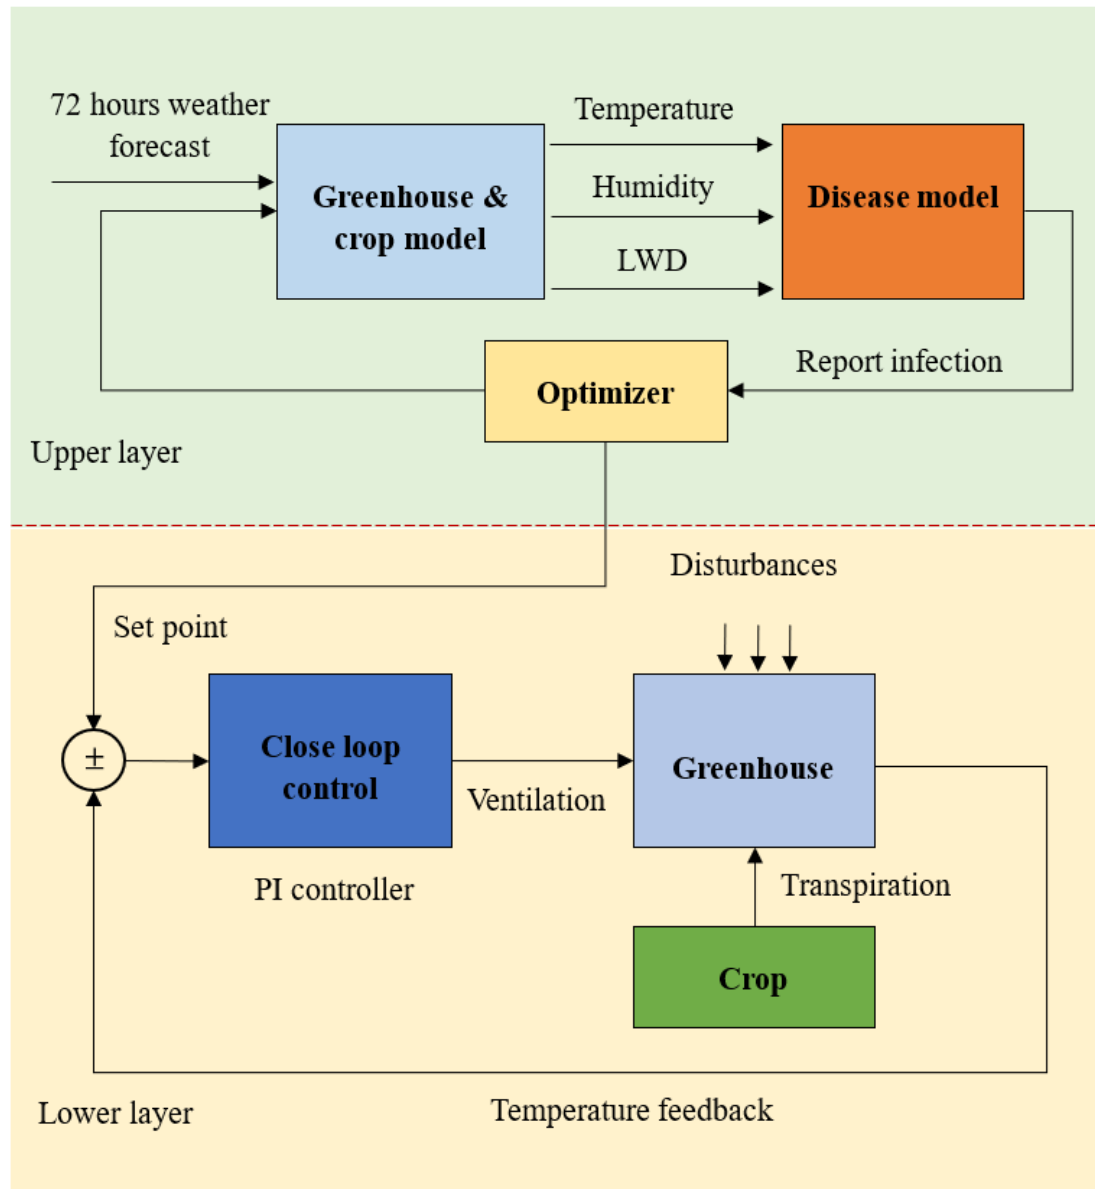 72 hours weather
forecast
Greenhouse &
crop model
Temperature
Humidity
LWD
Disease model
Report infection
Optimizer
Upper layer
Disturbances
Set point
±
Close loop
control
Ventilation
Greenhouse
PI controller
Transpiration
Crop
Lower layer
Temperature feedback